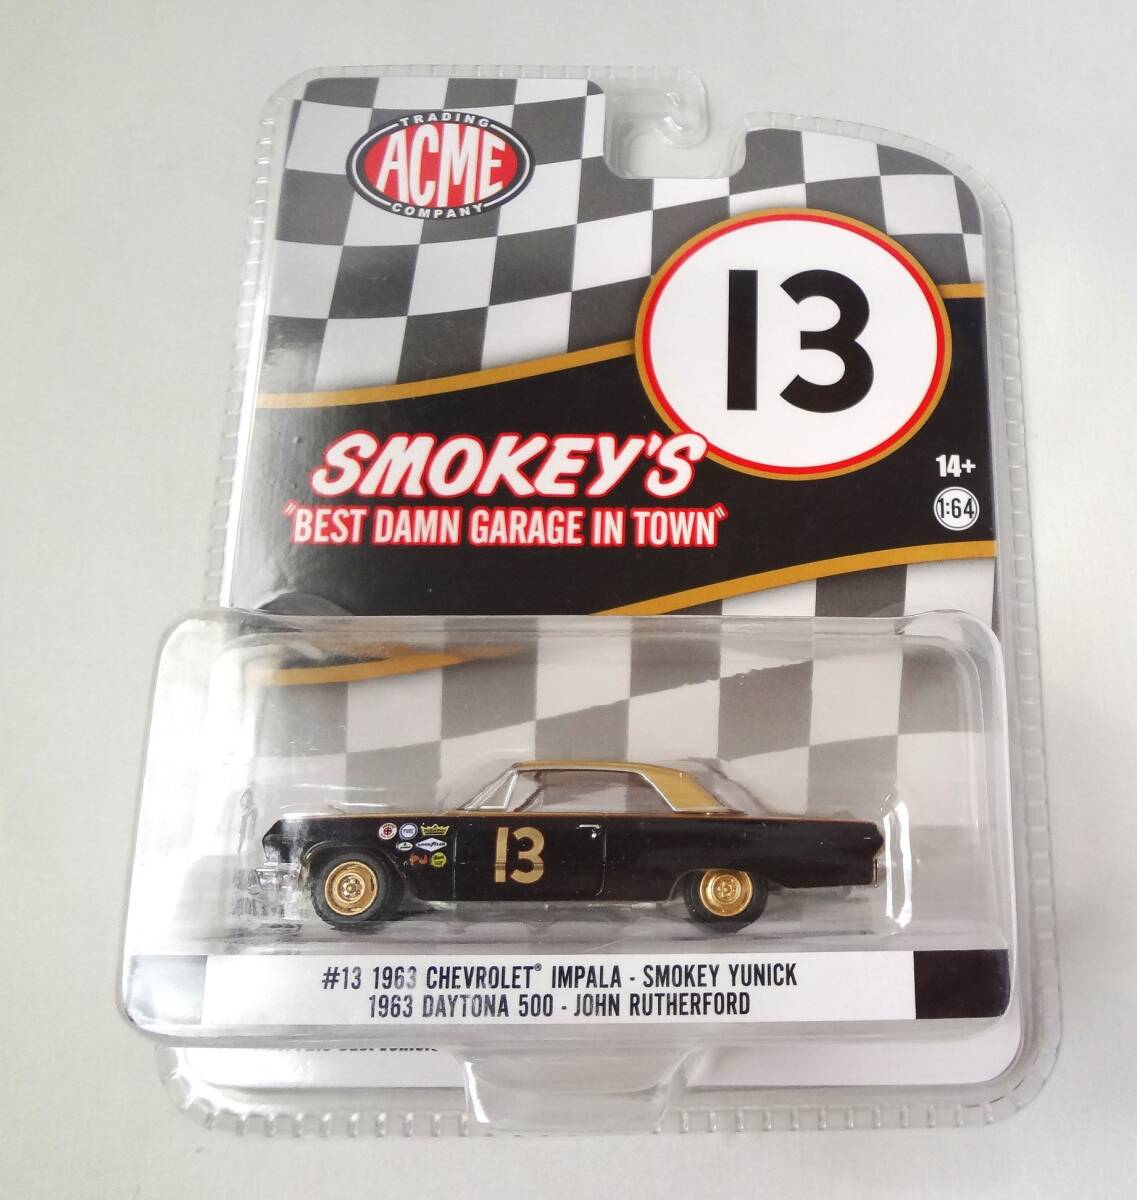 TRADING
ACME
COMPANY
13
SMOKEY'S
"BEST DAMN GARAGE IN TOWN"
14+
1:64
13
GOODYEAR
#13 1963 CHEVROLET® IMPALA - SMOKEY YUNICK
1963 DAYTONA 500 - JOHN RUTHERFORD